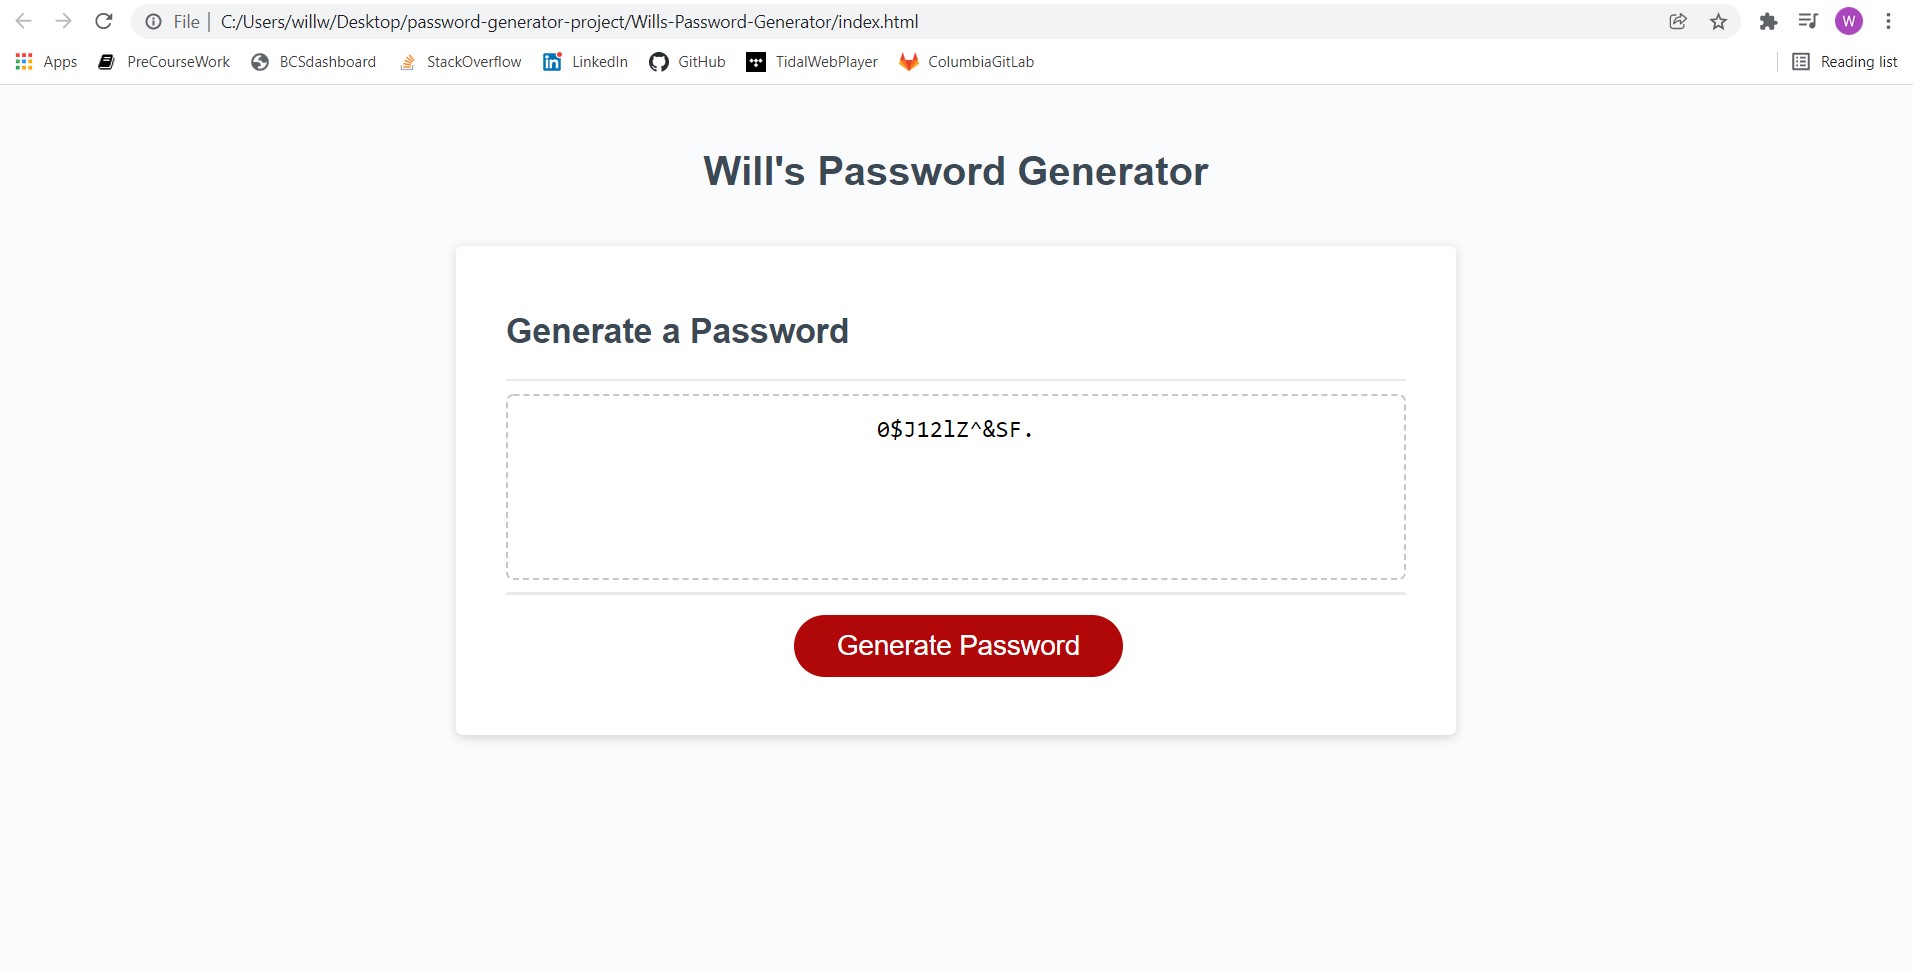 File | C:/Users/willw/Desktop/password-generator-project/Wills-Password-Generator/index.html
W
Apps PreCourseWork BCSdashboard StackOverflow LinkedIn GitHub TidalWebPlayer ColumbiaGitLab Reading list
Will's Password Generator
Generate a Password
0$J12lZ^&SF.
Generate Password